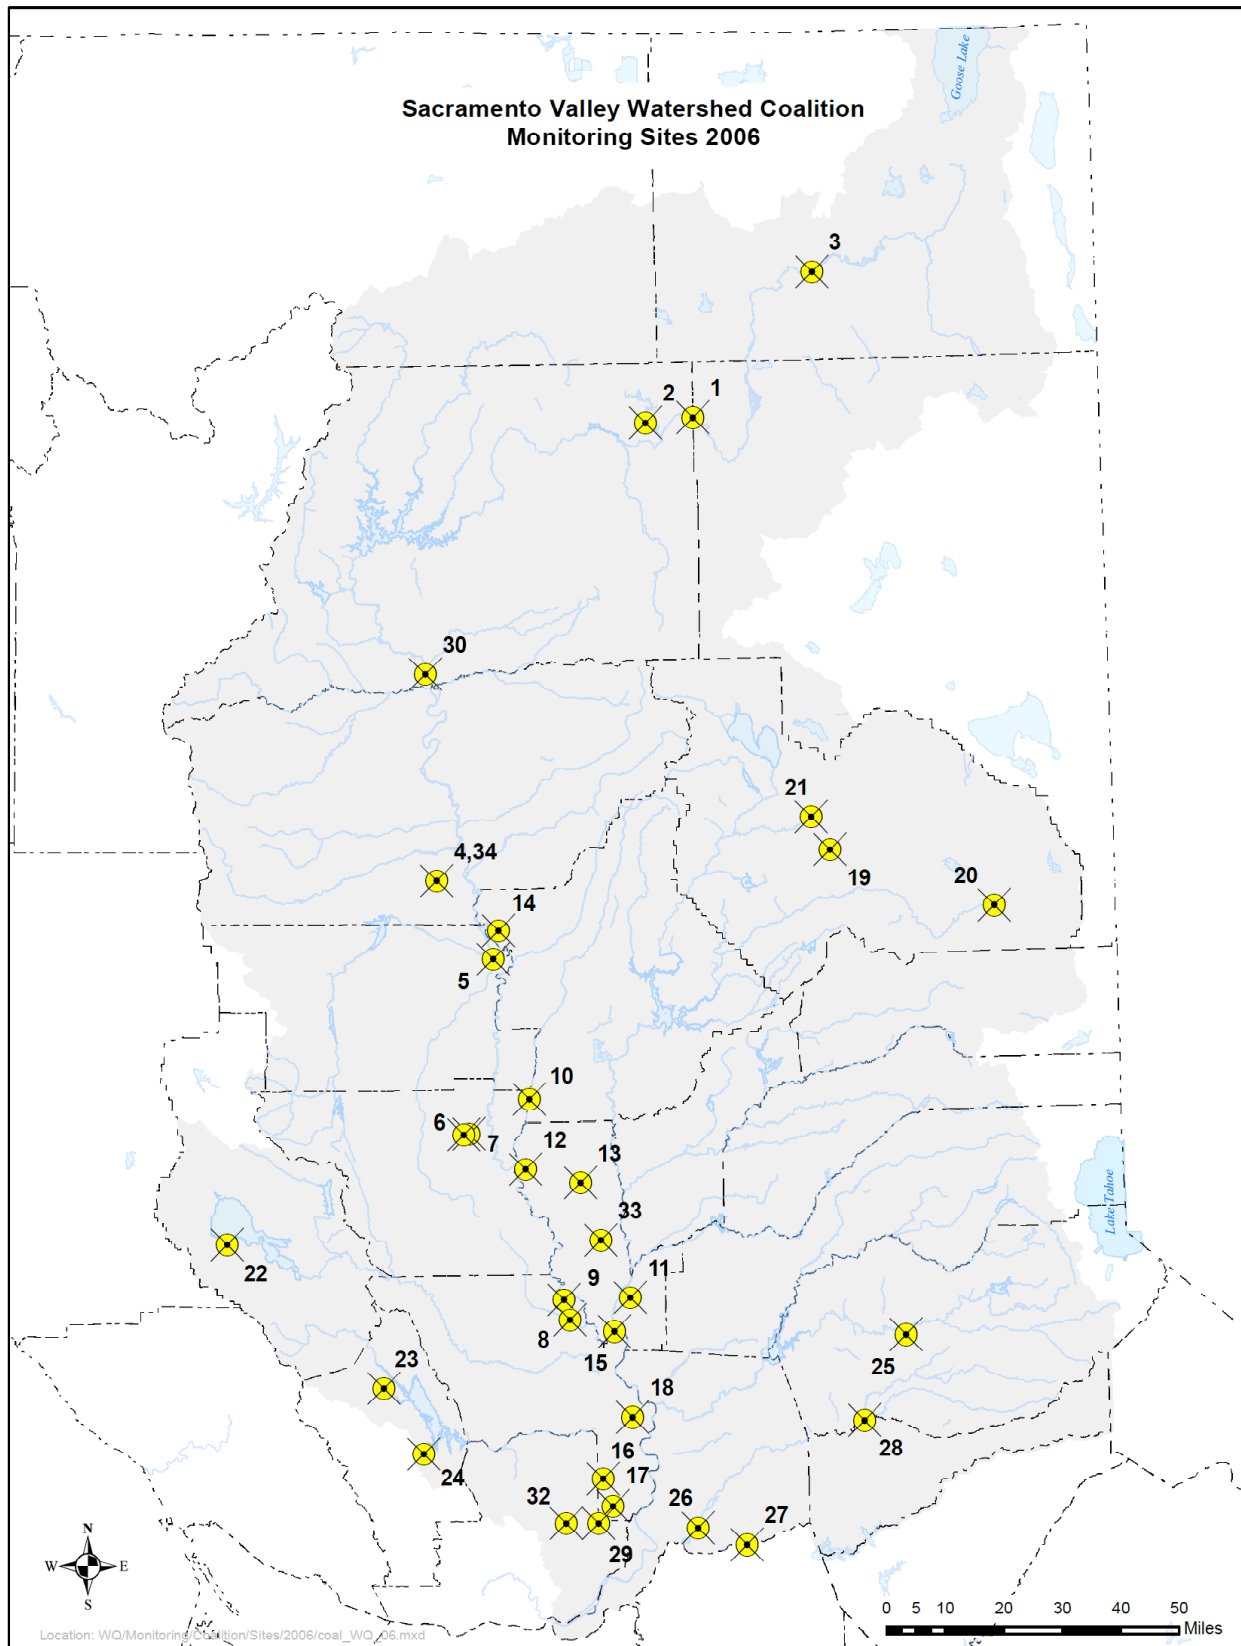 Goose Lake
Sacramento Valley Watershed Coalition
Monitoring Sites 2006
3
2
1
30
21
4,34
19
20
14
5
10
6
7
12
13
33
Lake Tahoe
22
9
11
8
15
25
23
18
16
28
24
17
32
26
27
29
N
W
E
S
0 5 10 20 30 40 50
Miles
Location: WQ/Monitoring/Coalition/Sites/2006/coal_WQ_06.mxd